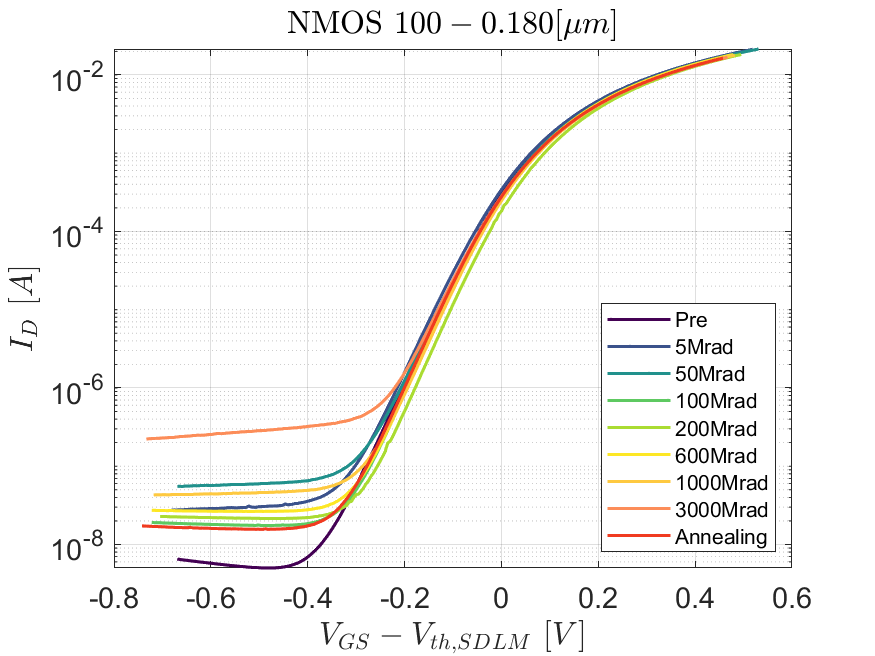 NMOS 100 − 0.180[μm]
I_D [A]
10^-2
10^-4
10^-6
10^-8
Pre
5Mrad
50Mrad
100Mrad
200Mrad
600Mrad
1000Mrad
3000Mrad
Annealing
-0.8 -0.6 -0.4 -0.2 0 0.2 0.4 0.6
V_GS − V_th,SDLM [V]